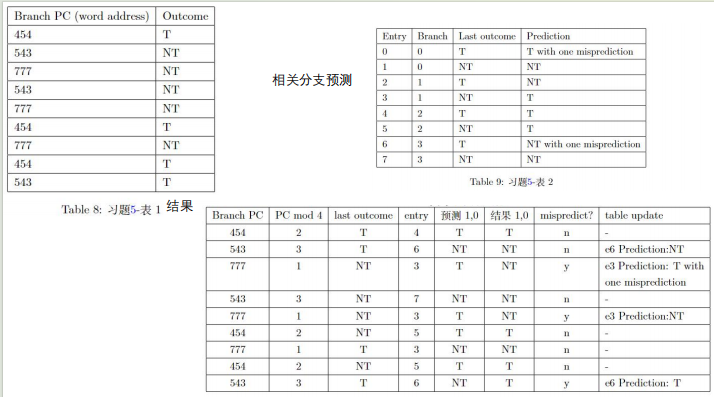 Branch PC (word address) Outcome
454 T
543 NT
777 NT
543 NT
777 NT
454 T
777 NT
454 T
543 T
Table 8: 习题5-表 1
相关分支预测
Entry Branch Last outcome Prediction
0 0 T T with one misprediction
1 0 NT NT
2 1 T NT
3 1 NT T
4 2 T T
5 2 NT T
6 3 T NT with one misprediction
7 3 NT NT
Table 9: 习题5-表 2
结果
Branch PC PC mod 4 last outcome entry 预测 1,0 结果 1,0 mispredict? table update
454 2 T 4 T T n -
543 3 T 6 NT NT n e6 Prediction:NT
777 1 NT 3 T NT y e3 Prediction: T with
one misprediction
543 3 NT 7 NT NT n -
777 1 NT 3 T NT y e3 Prediction:NT
454 2 NT 5 T T n -
777 1 T 3 NT NT n -
454 2 NT 5 T T n -
543 3 T 6 NT T y e6 Prediction: T